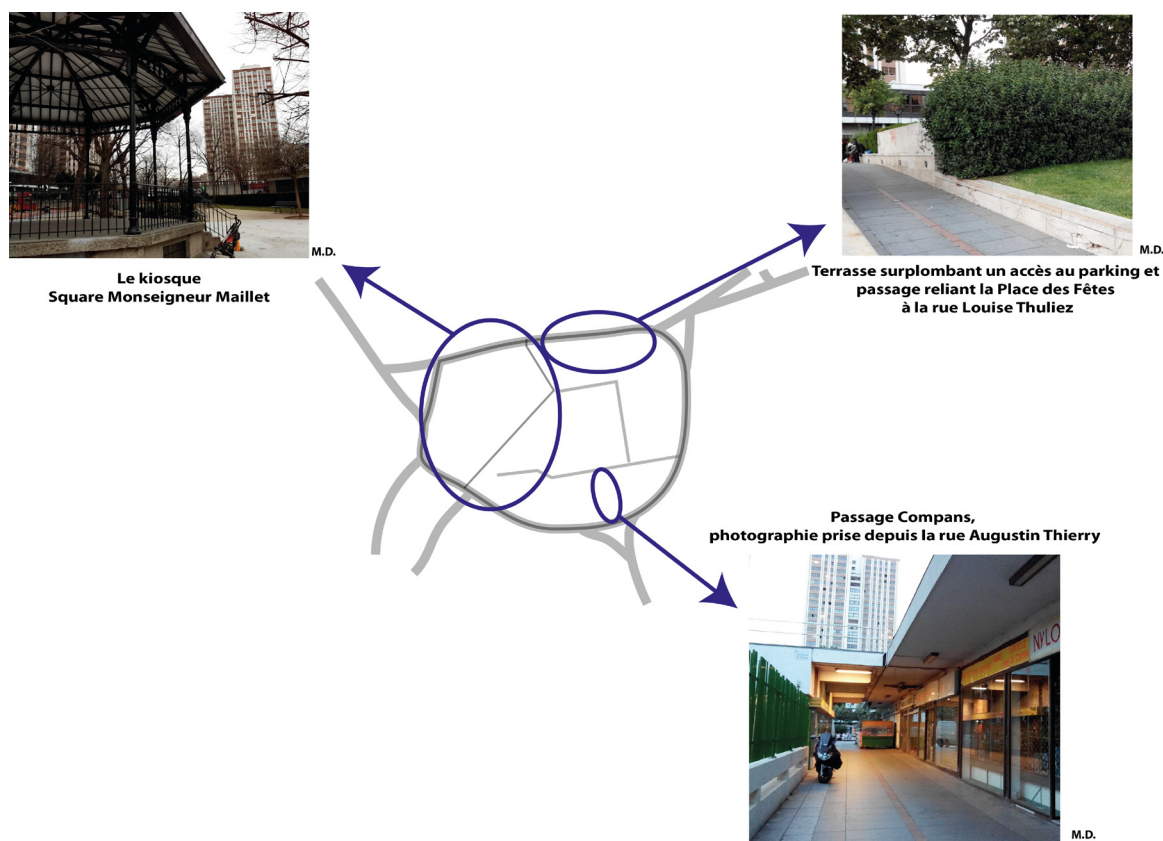 M.D.
Le kiosque
Square Monseigneur Maillet
M.D.
Terrasse surplombant un accès au parking et
passage reliant la Place des Fêtes
à la rue Louise Thuliez
Passage Compans,
photographie prise depuis la rue Augustin Thierry
NYLO
M.D.